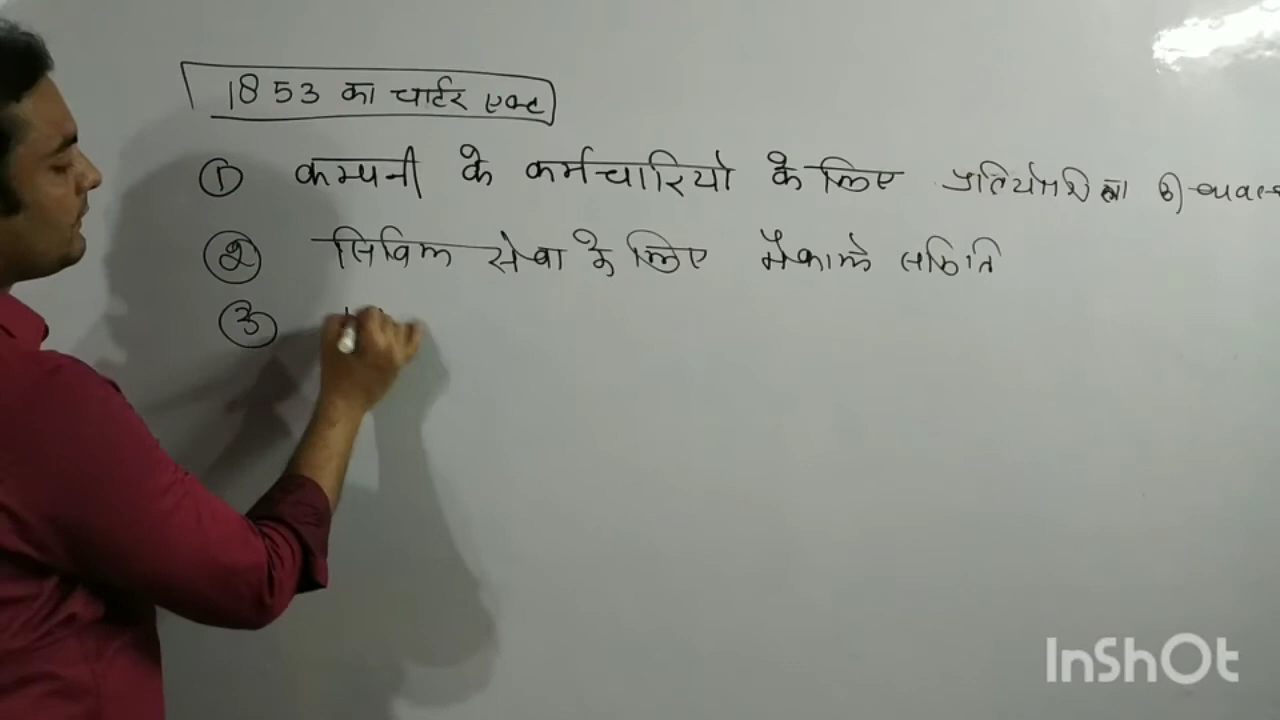 1853 का चार्टर एक्ट
① कम्पनी के कर्मचारियो के लिए प्रतियोगिता
② सिविल सेवा के लिए मैकाले समिति
③
InShOt